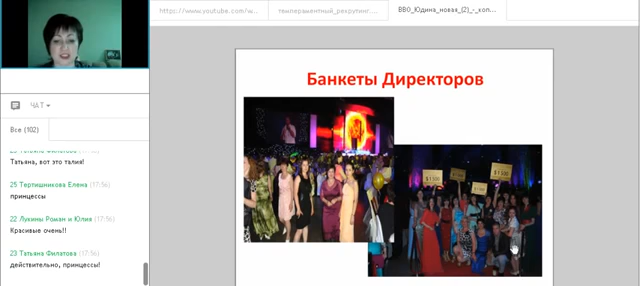 https://www.youtube.com/w...
темперыментный_рекрутинг....
ВВО_Юдина_новая_(2)_-_коп...
ЧАТ
Все (102)
Татьяна, вот это талия!
25 Тертишникова Елена (17:56)
принцессы
22 Лукины Роман и Юлия (17:56)
Красивые очень!!
23 Татьяна Филатова (17:56)
действительно, принцессы!
Банкеты Директоров